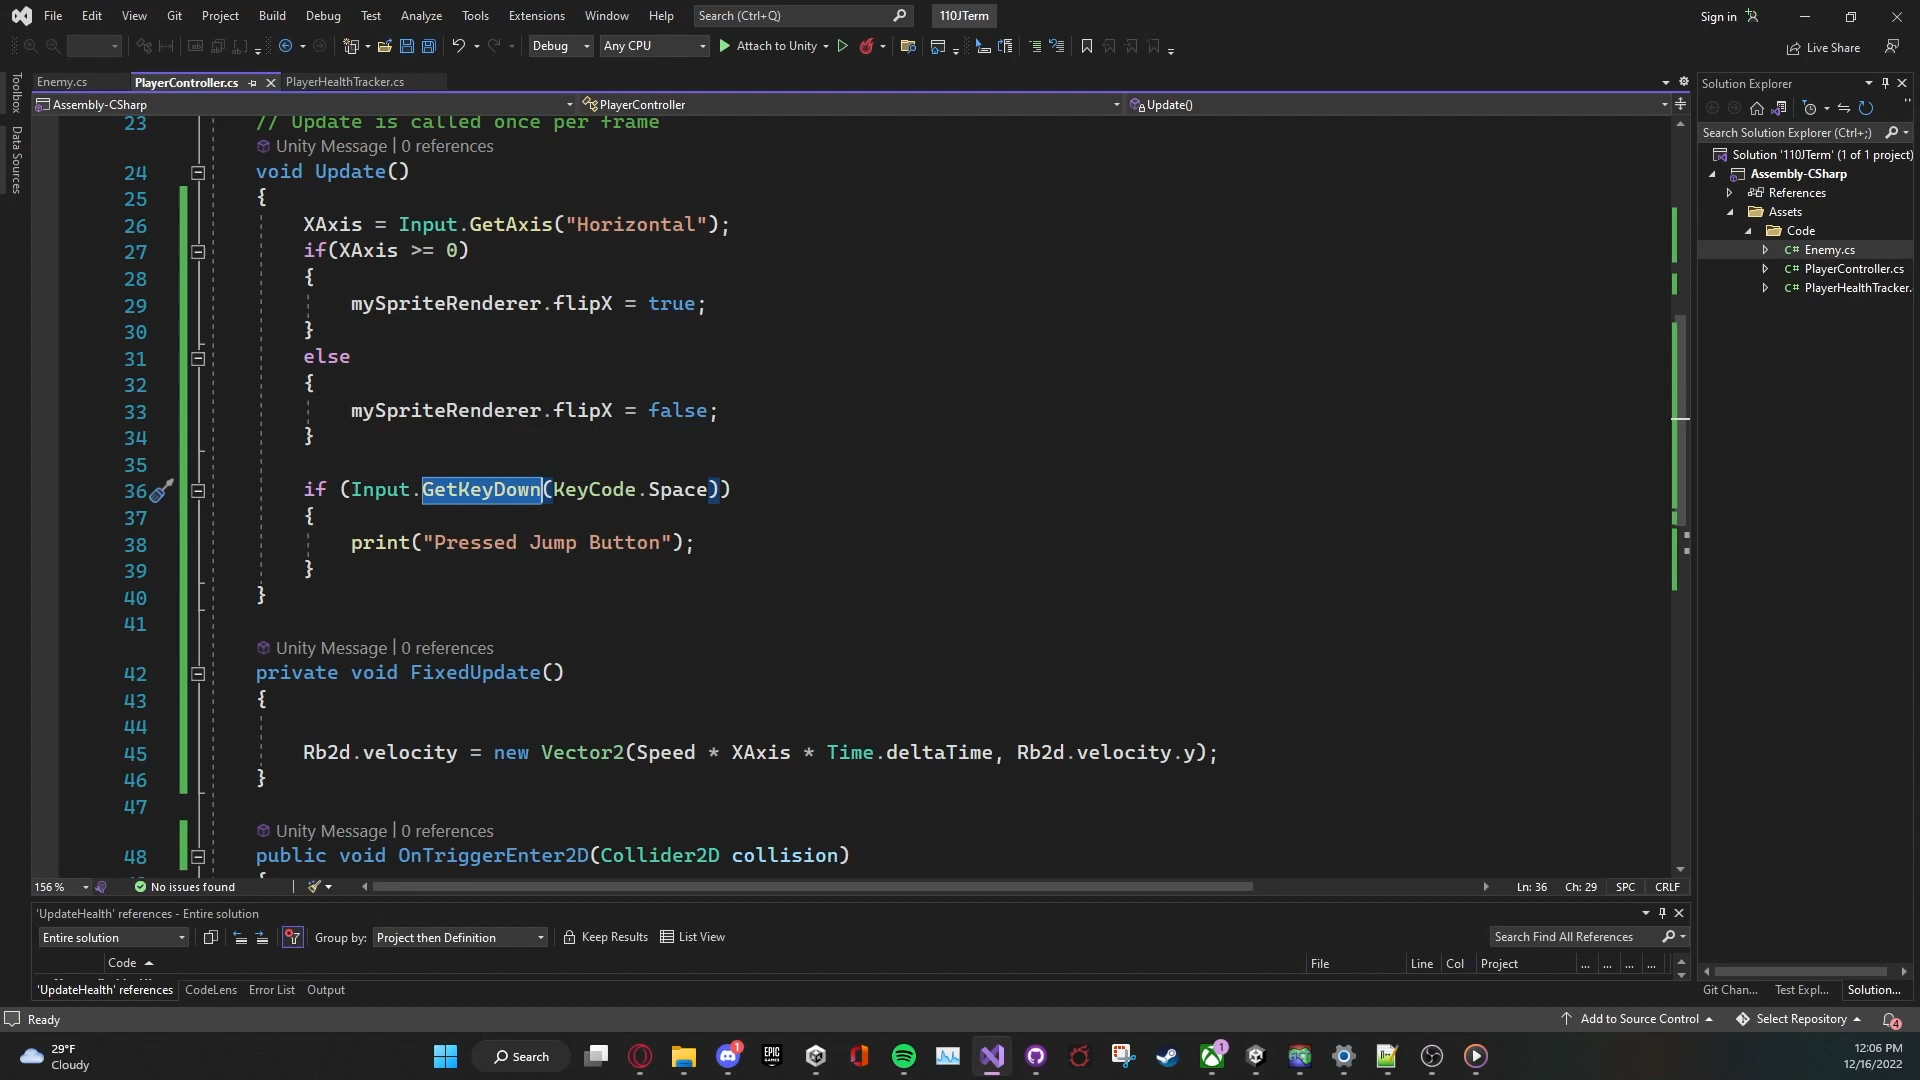 File Edit View Git Project Build Debug Test Analyze Tools Extensions Window Help Search (Ctrl+Q) 110JTerm Sign in
Debug Any CPU Attach to Unity Live Share
Enemy.cs PlayerController.cs PlayerHealthTracker.cs
Assembly-CSharp PlayerController Update()
Toolbox
Data Sources
23 // Update is called once per frame
Unity Message | 0 references
24 void Update()
25 {
26 XAxis = Input.GetAxis("Horizontal");
27 if(XAxis >= 0)
28 {
29 mySpriteRenderer.flipX = true;
30 }
31 else
32 {
33 mySpriteRenderer.flipX = false;
34 }
35
36 if (Input.GetKeyDown(KeyCode.Space))
37 {
38 print("Pressed Jump Button");
39 }
40 }
41
Unity Message | 0 references
42 private void FixedUpdate()
43 {
44
45 Rb2d.velocity = new Vector2(Speed * XAxis * Time.deltaTime, Rb2d.velocity.y);
46 }
47
Unity Message | 0 references
48 public void OnTriggerEnter2D(Collider2D collision)
{
156 % No issues found Ln: 36 Ch: 29 SPC CRLF
'UpdateHealth' references - Entire solution
Entire solution Group by: Project then Definition Keep Results List View Search Find All References
Code File Line Col Project ... ... ... ...
'UpdateHealth' references CodeLens Error List Output
Solution Explorer
Search Solution Explorer (Ctrl+;)
Solution '110JTerm' (1 of 1 project)
Assembly-CSharp
References
Assets
Code
C# Enemy.cs
C# PlayerController.cs
C# PlayerHealthTracker.
Git Chan... Test Expl... Solution...
Ready Add to Source Control Select Repository 4
29°F
Cloudy
Search
1
EPIC GAMES
1
12:06 PM
12/16/2022